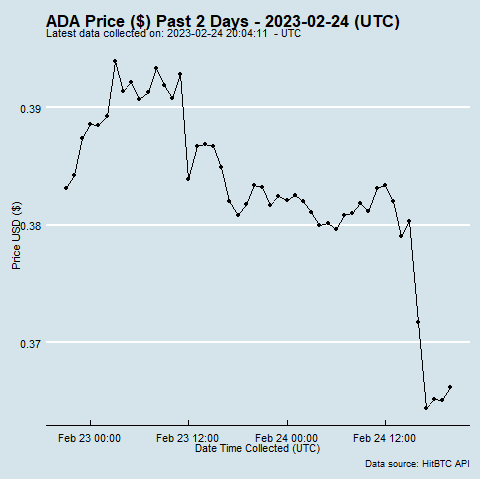 ADA Price ($) Past 2 Days - 2023-02-24 (UTC)
Latest data collected on: 2023-02-24 20:04:11  - UTC
0.39
0.38
0.37
Price USD ($)
Feb 23 00:00
Feb 23 12:00
Feb 24 00:00
Feb 24 12:00
Date Time Collected (UTC)
Data source: HitBTC API